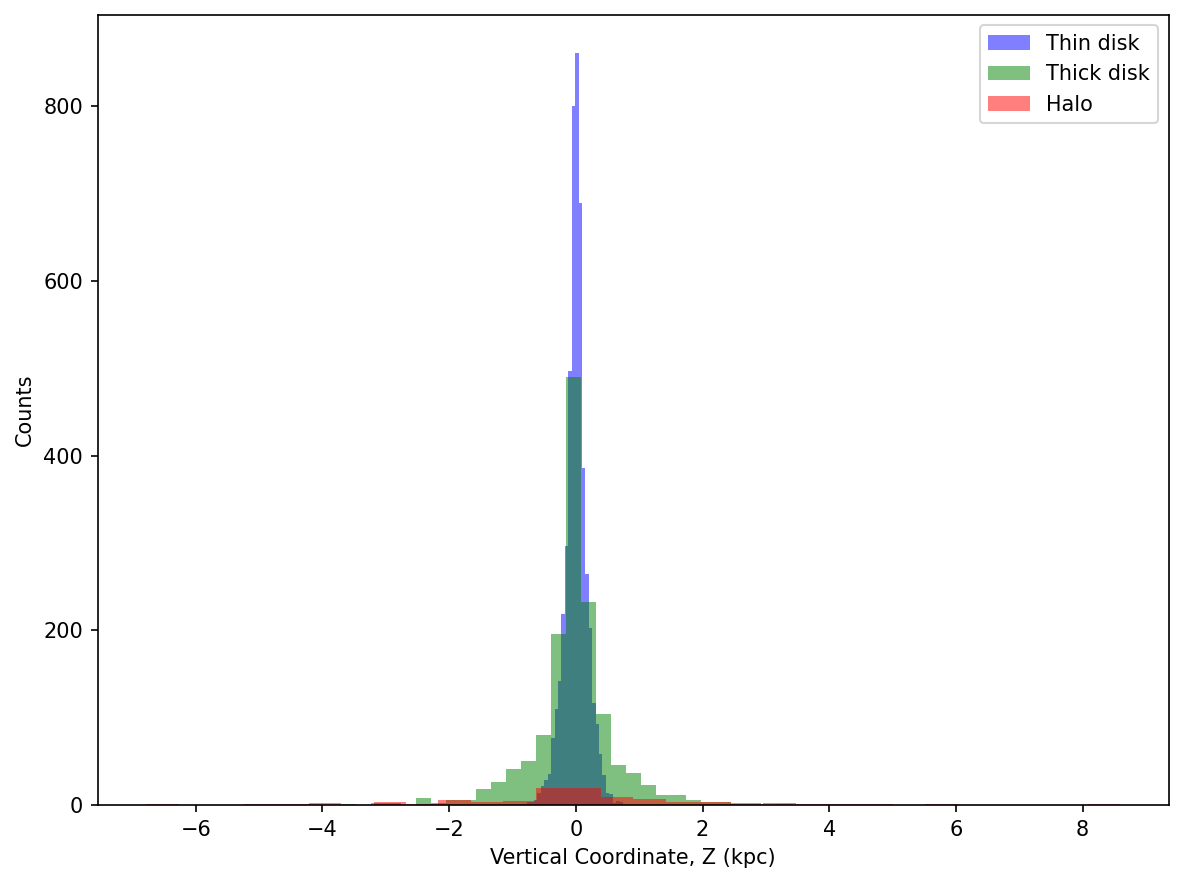 Thin disk
Thick disk
Halo
800
600
400
200
0
Counts
−6 −4 −2 0 2 4 6 8
Vertical Coordinate, Z (kpc)